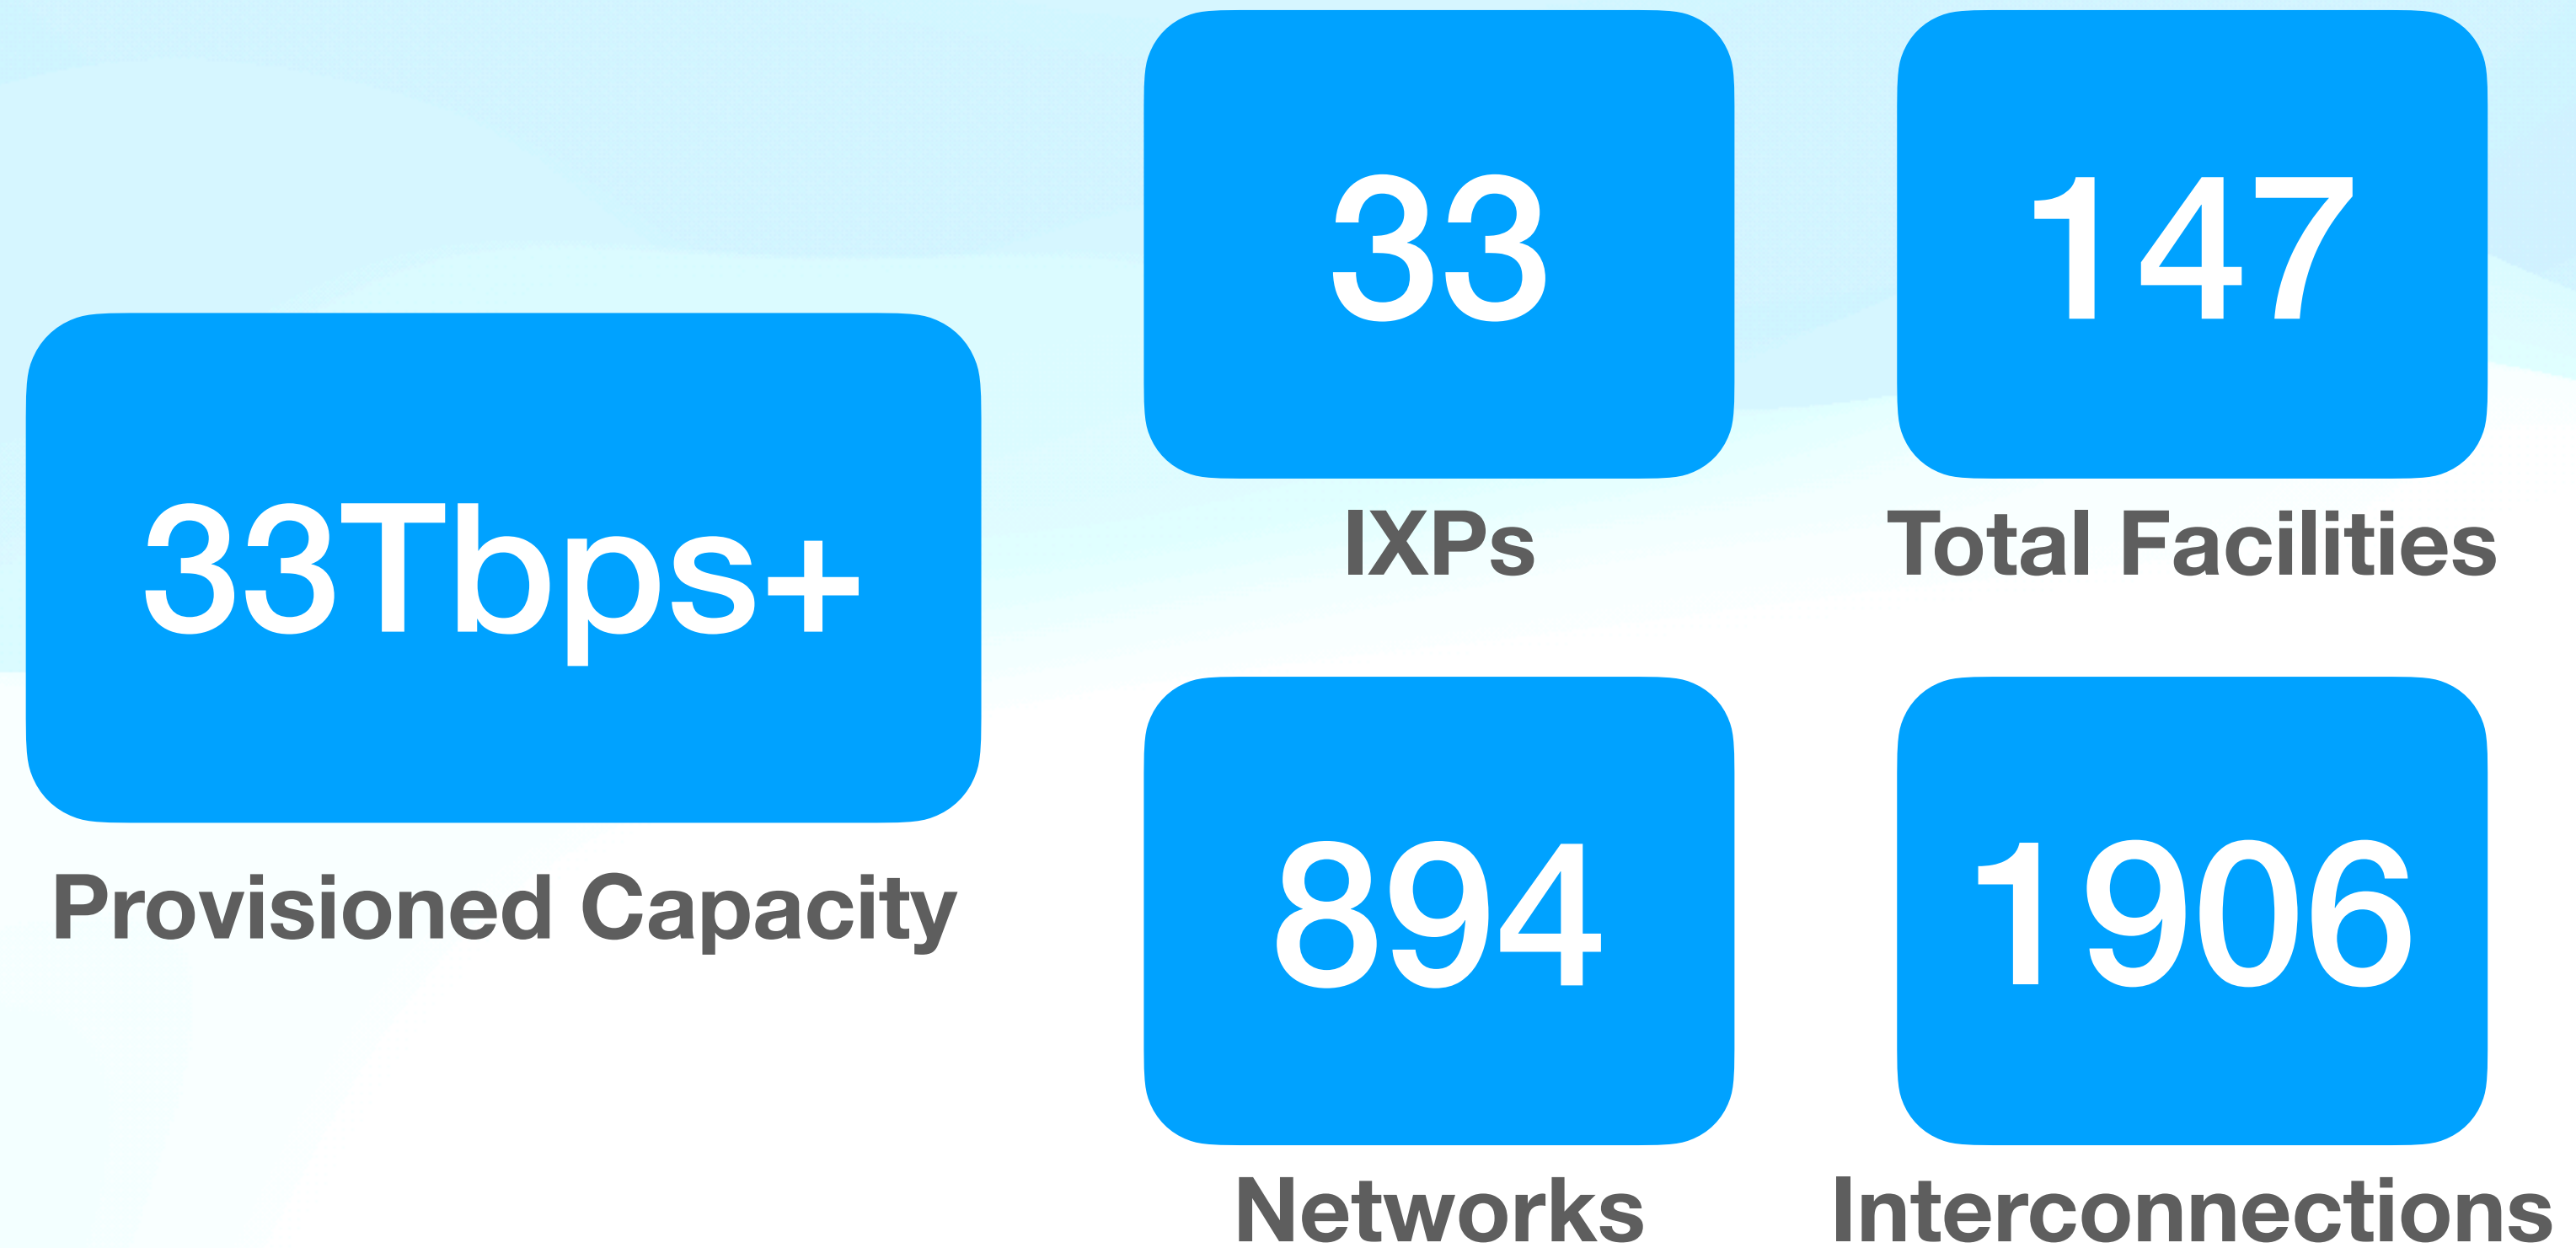 33Tbps+
Provisioned Capacity
33
IXPs
147
Total Facilities
894
Networks
1906
Interconnections